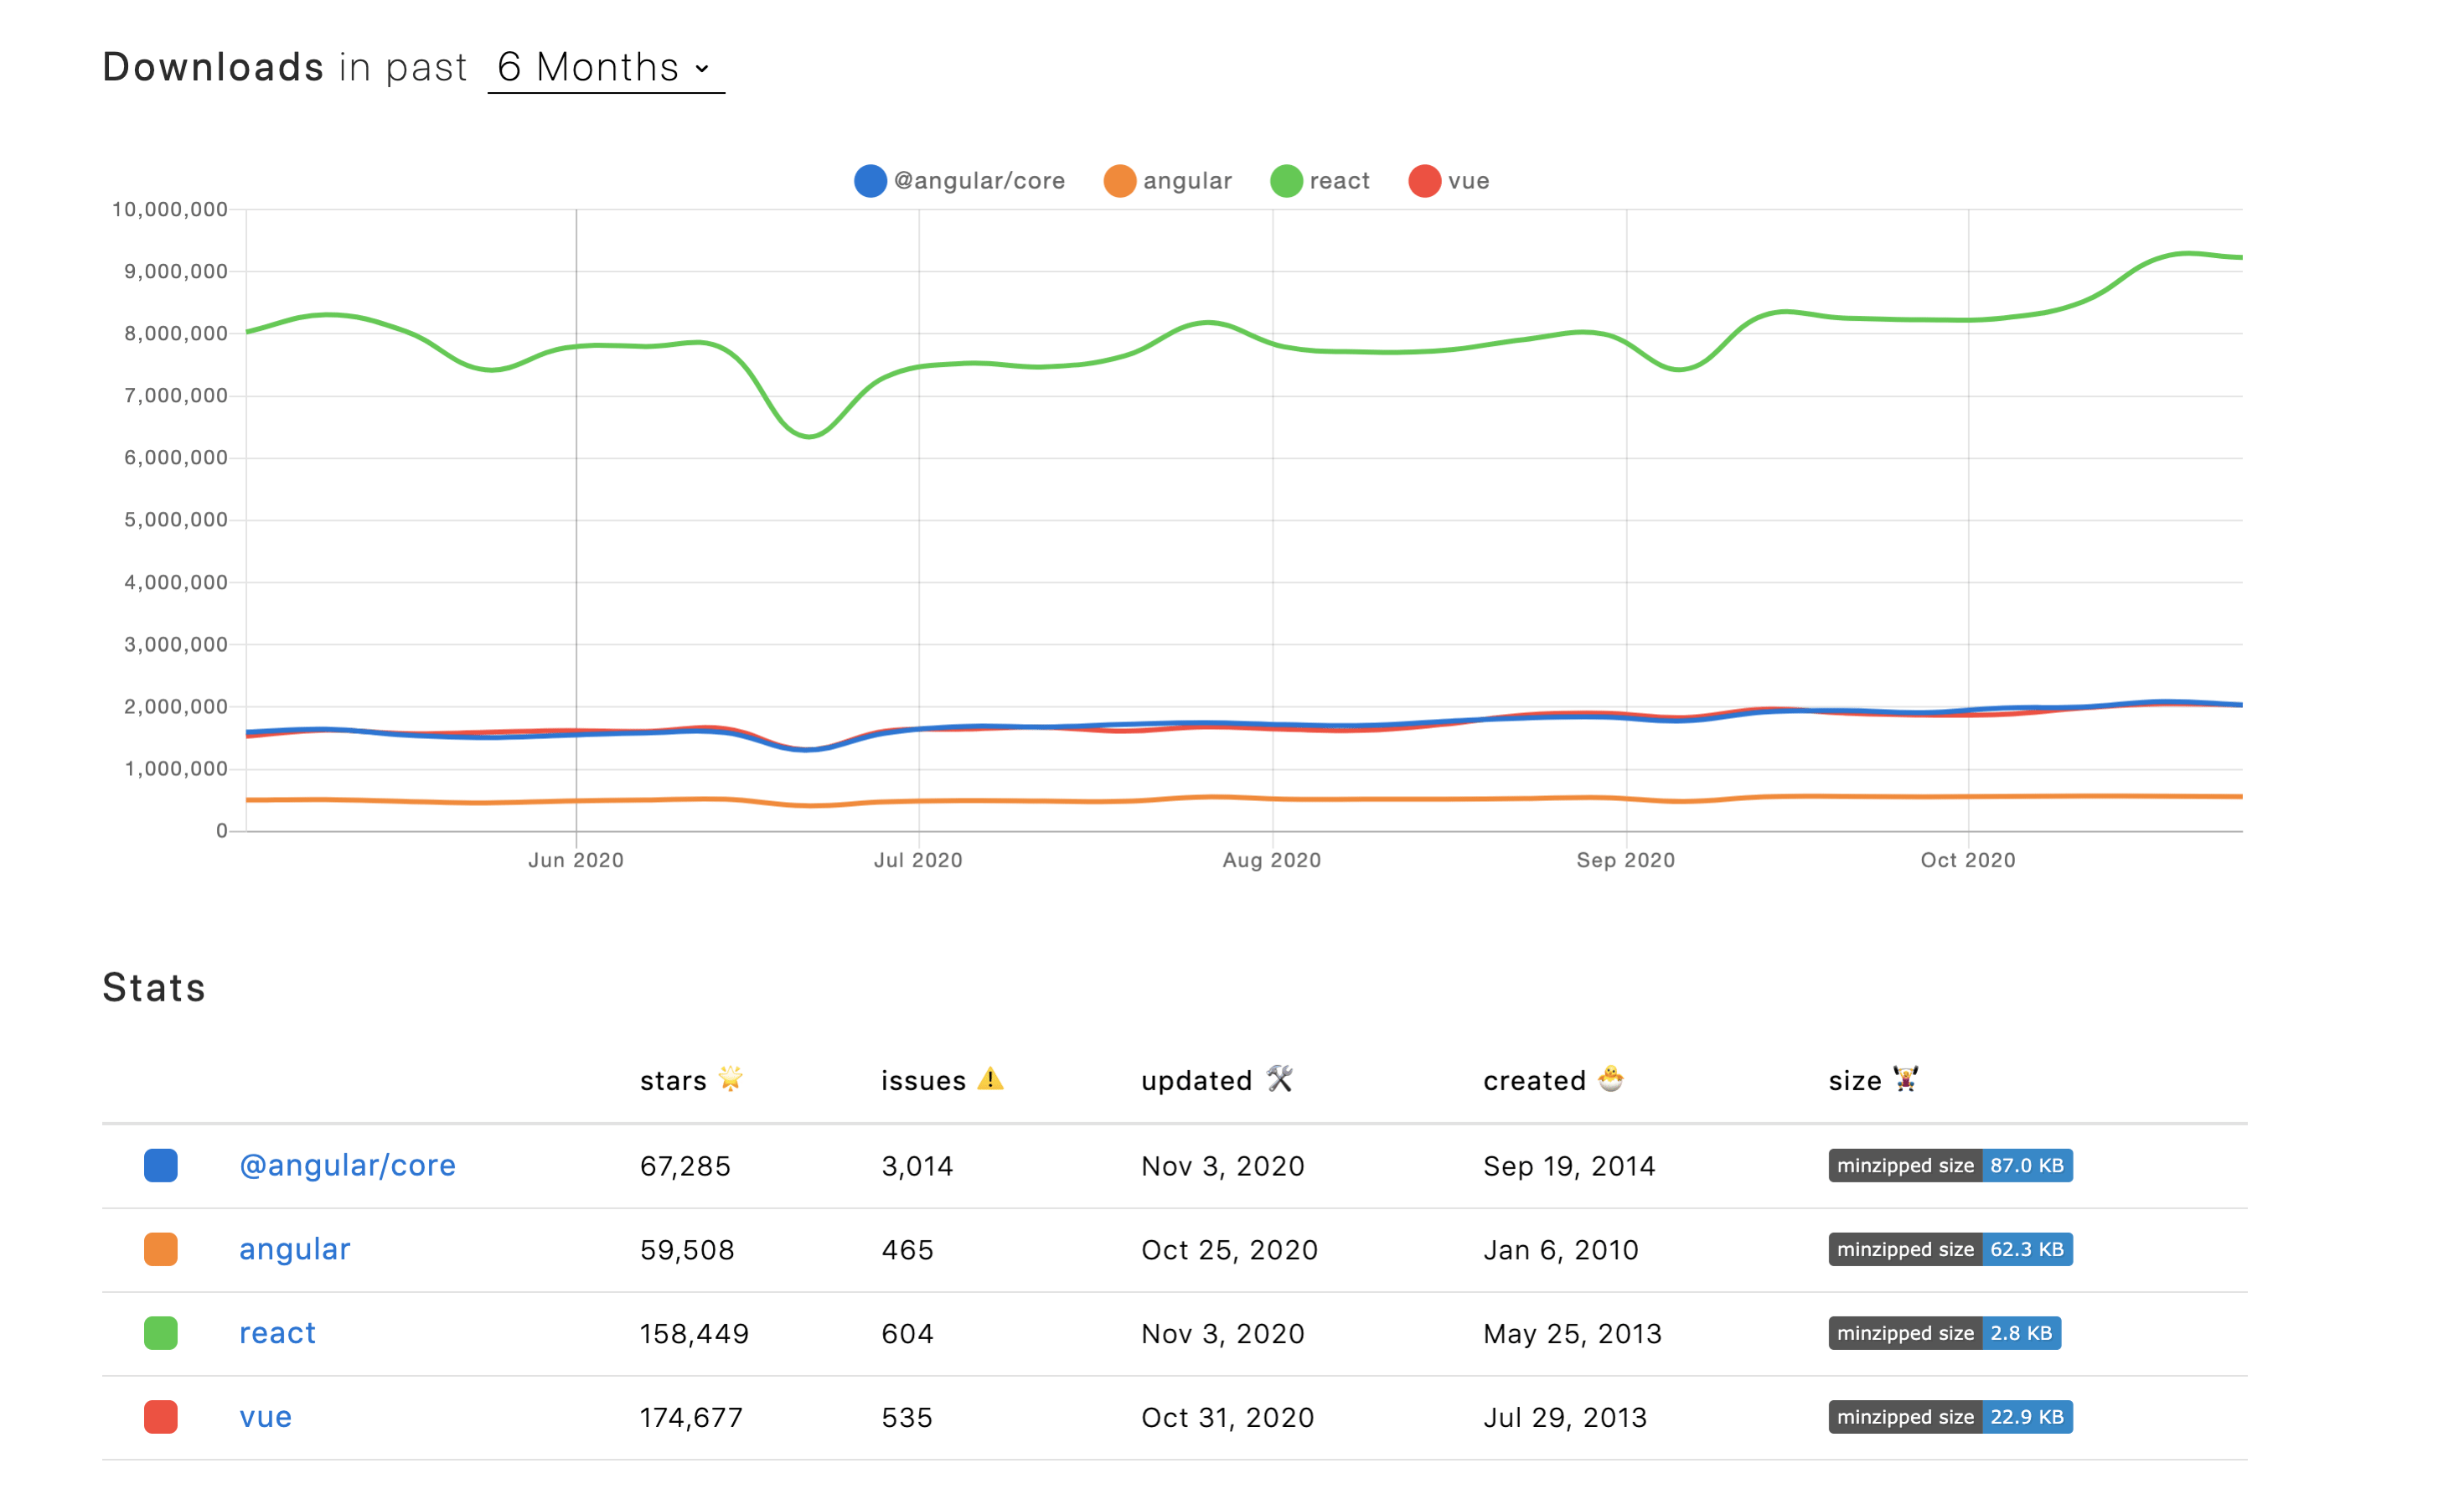 Downloads in past 6 Months
@angular/core angular react vue
10,000,000
9,000,000
8,000,000
7,000,000
6,000,000
5,000,000
4,000,000
3,000,000
2,000,000
1,000,000
0
Jun 2020 Jul 2020 Aug 2020 Sep 2020 Oct 2020
Stats
stars 🌟 issues ⚠️ updated 🛠 created 🐣 size 🏋️‍♀️
@angular/core 67,285 3,014 Nov 3, 2020 Sep 19, 2014 minzipped size 87.0 KB
angular 59,508 465 Oct 25, 2020 Jan 6, 2010 minzipped size 62.3 KB
react 158,449 604 Nov 3, 2020 May 25, 2013 minzipped size 2.8 KB
vue 174,677 535 Oct 31, 2020 Jul 29, 2013 minzipped size 22.9 KB